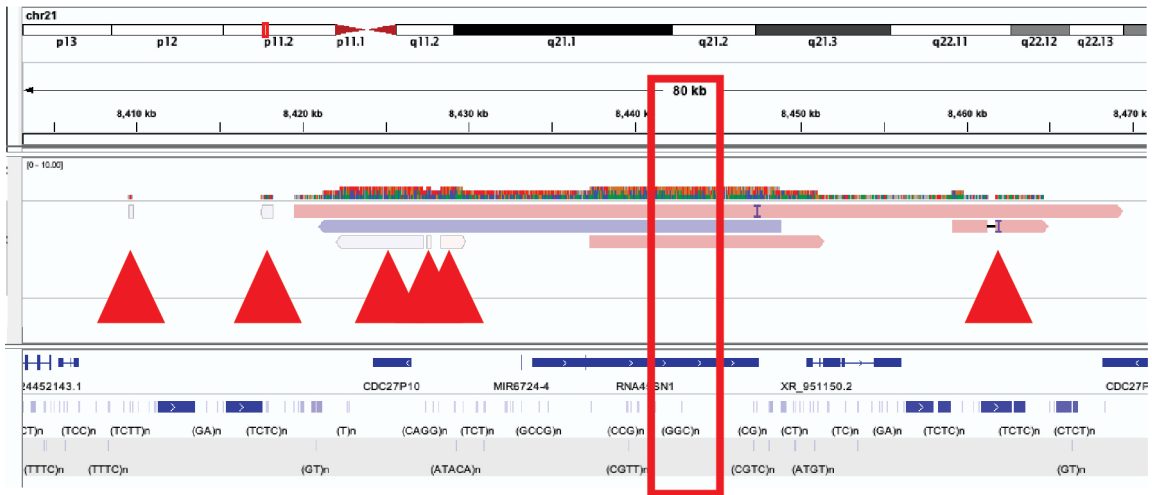 chr21
p13 p12 p11.2 p11.1 q11.2 q21.1 q21.2 q21.3 q22.11 q22.12 q22.13
80 kb
8,410 kb 8,420 kb 8,430 kb 8,440 k 8,450 kb 8,460 kb 8,470 k
[0 - 10.00]
24452143.1 CDC27P10 MIR6724-4 RNA45SN1 XR_951150.2 CDC27F
CT)n (TCC)n (TCTT)n (GA)n (TCTC)n (T)n (CAGG)n (TCT)n (GCCG)n (CCG)n (GGC)n (CG)n (CT)n (TC)n (GA)n (TCTC)n (TCTC)n (CTCT)n
(TTTC)n (TTTC)n (GT)n (ATACA)n (CGTT)n (CGTC)n (ATGT)n (GT)n